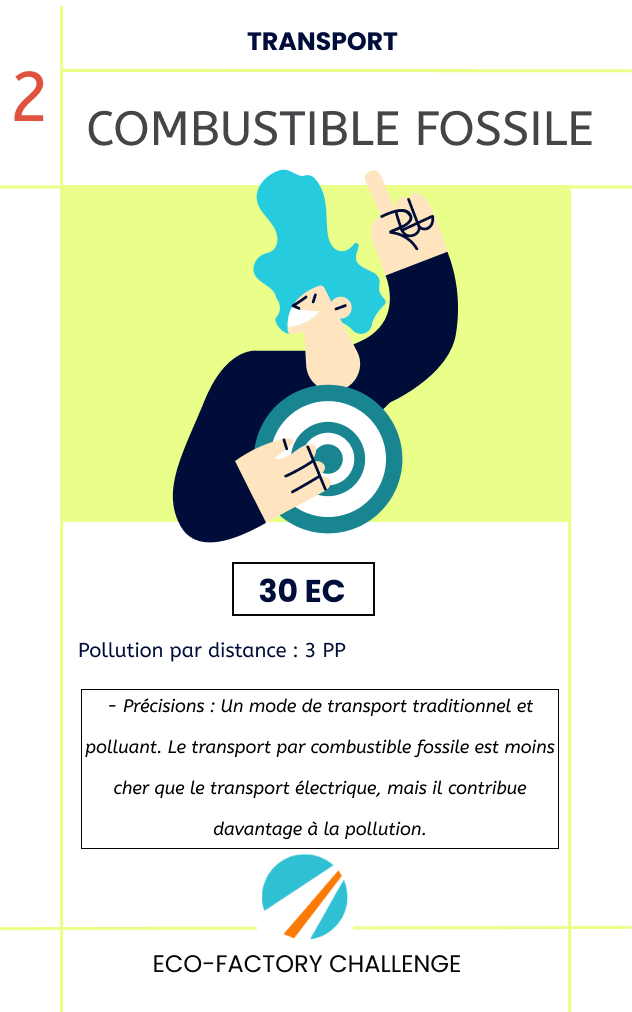 TRANSPORT
2
COMBUSTIBLE FOSSILE
30 EC
Pollution par distance : 3 PP
- Précisions : Un mode de transport traditionnel et
polluant. Le transport par combustible fossile est moins
cher que le transport électrique, mais il contribue
davantage à la pollution.
ECO-FACTORY CHALLENGE